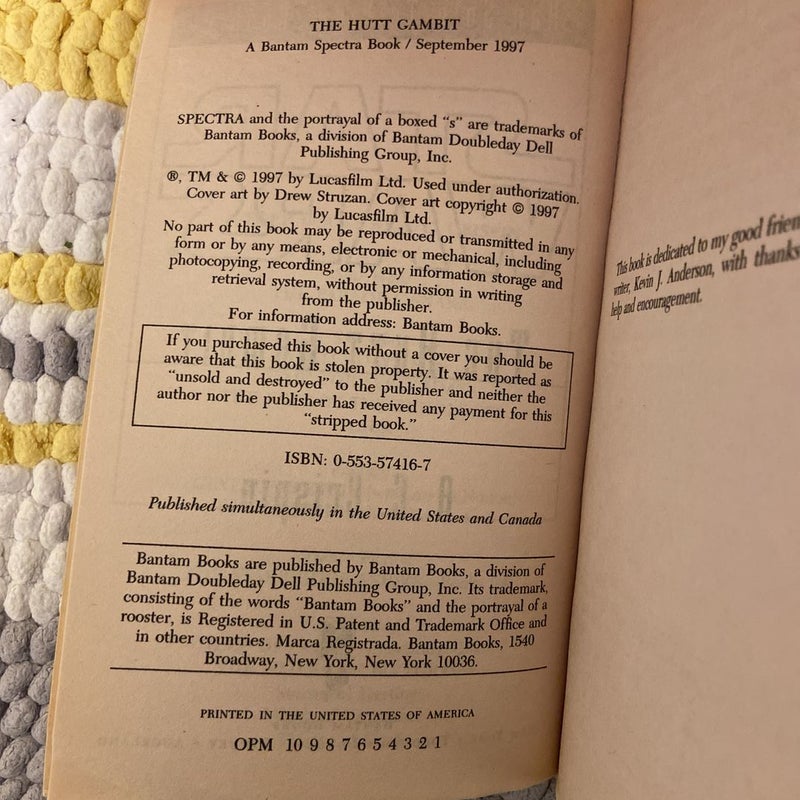 THE HUTT GAMBIT
A Bantam Spectra Book / September 1997
SPECTRA and the portrayal of a boxed “s” are trademarks of
Bantam Books, a division of Bantam Doubleday Dell
Publishing Group, Inc.
®, TM & © 1997 by Lucasfilm Ltd. Used under authorization.
Cover art by Drew Struzan. Cover art copyright © 1997
by Lucasfilm Ltd.
No part of this book may be reproduced or transmitted in any
form or by any means, electronic or mechanical, including
photocopying, recording, or by any information storage and
retrieval system, without permission in writing
from the publisher.
For information address: Bantam Books.
If you purchased this book without a cover you should be
aware that this book is stolen property. It was reported as
“unsold and destroyed” to the publisher and neither the
author nor the publisher has received any payment for this
“stripped book.”
ISBN: 0-553-57416-7
Published simultaneously in the United States and Canada
Bantam Books are published by Bantam Books, a division of
Bantam Doubleday Dell Publishing Group, Inc. Its trademark,
consisting of the words “Bantam Books” and the portrayal of a
rooster, is Registered in U.S. Patent and Trademark Office and
in other countries. Marca Registrada. Bantam Books, 1540
Broadway, New York, New York 10036.
PRINTED IN THE UNITED STATES OF AMERICA
OPM 10 9 8 7 6 5 4 3 2 1
This book is dedicated to my good frien
writer, Kevin J. Anderson, with thanks
help and encouragement.